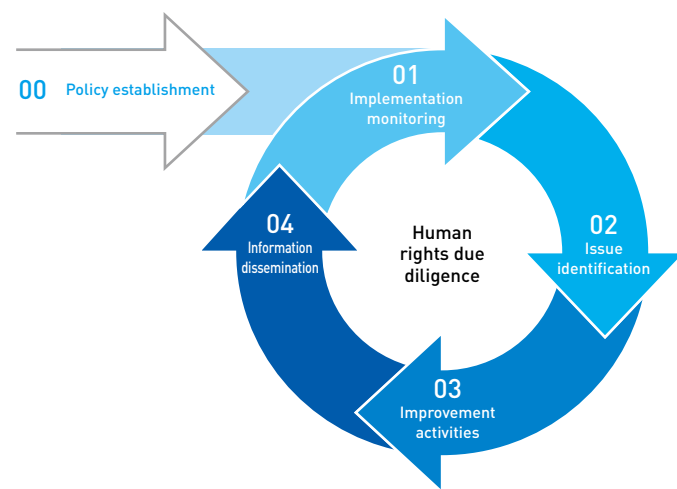 00 Policy establishment
01
Implementation
monitoring
02
Issue
identification
03
Improvement
activities
04
Information
dissemination
Human
rights due
diligence